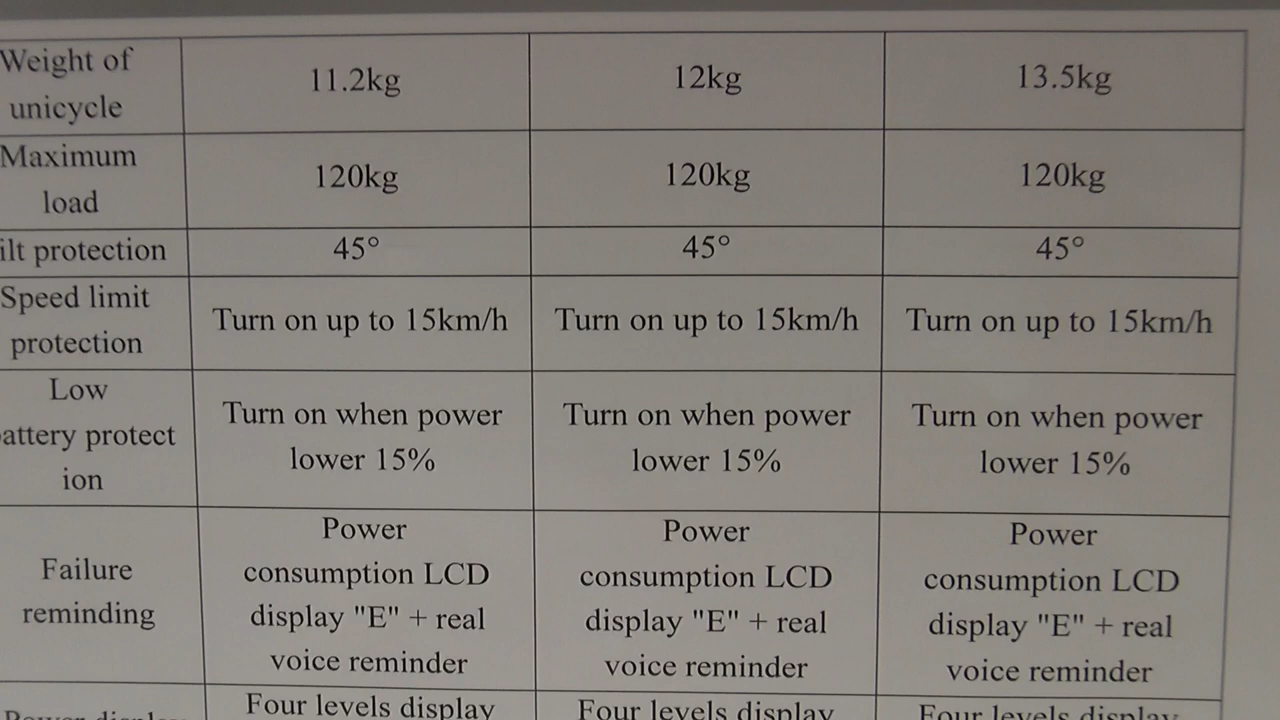 Weight of
unicycle
11.2kg
12kg
13.5kg
Maximum
load
120kg
120kg
120kg
ilt protection
45°
45°
45°
Speed limit
protection
Turn on up to 15km/h
Turn on up to 15km/h
Turn on up to 15km/h
Low
attery protect
ion
Turn on when power
lower 15%
Turn on when power
lower 15%
Turn on when power
lower 15%
Failure
reminding
Power
consumption LCD
display "E" + real
voice reminder
Power
consumption LCD
display "E" + real
voice reminder
Power
consumption LCD
display "E" + real
voice reminder
Four levels display
Four levels display
Four levels display